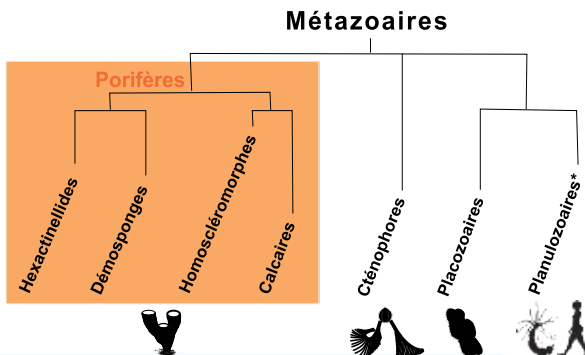 Métazoaires
Porifères
Hexactinellides
Démosponges
Homoscléromorphes
Calcaires
Cténophores
Placozoaires
Planulozoaires*